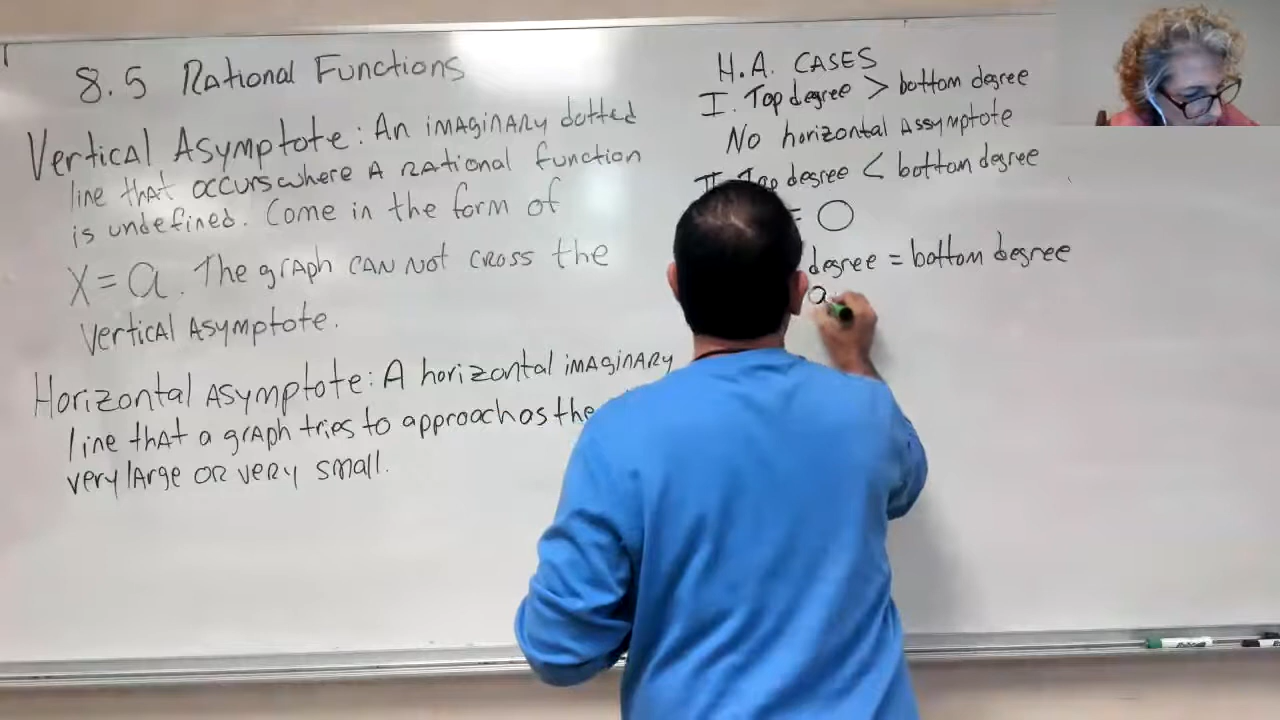 8.5 Rational Functions
Vertical Asymptote: An imaginary dotted
line that occurs where a rational function
is undefined. Come in the form of
x = a. The graph can not cross the
vertical asymptote.
Horizontal Asymptote: A horizontal imaginary
line that a graph tries to approach as the
very large or very small.
H.A. CASES
I. Top degree > bottom degree
No horizontal assymptote
II. Top degree < bottom degree
= 0
degree = bottom degree
a